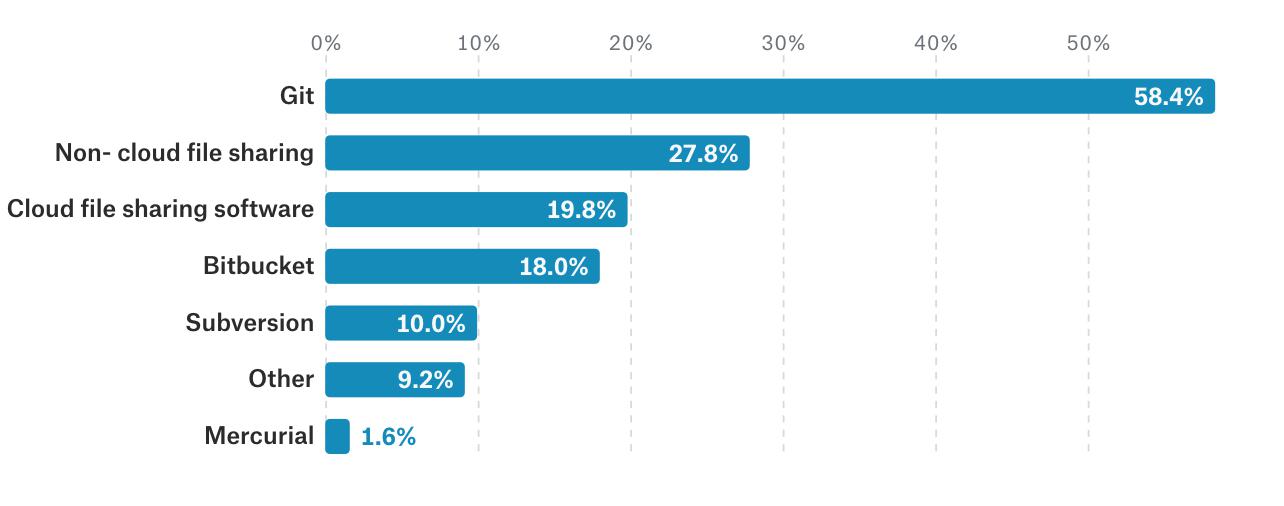 0% 10% 20% 30% 40% 50%
Git 58.4%
Non- cloud file sharing 27.8%
Cloud file sharing software 19.8%
Bitbucket 18.0%
Subversion 10.0%
Other 9.2%
Mercurial 1.6%